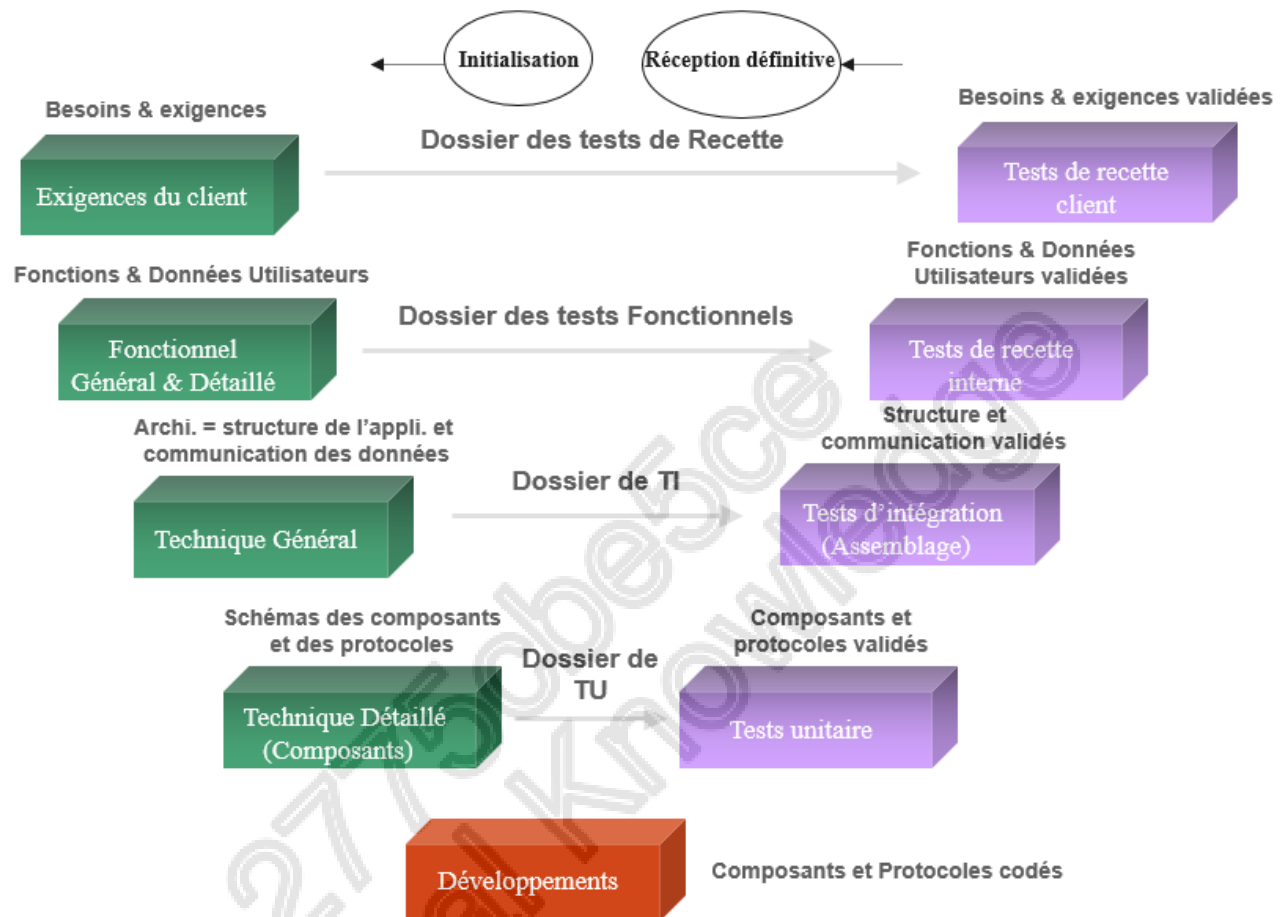 Initialisation
Réception définitive
Besoins & exigences
Besoins & exigences validées
Dossier des tests de Recette
Exigences du client
Tests de recette
client
Fonctions & Données Utilisateurs
Fonctions & Données
Utilisateurs validées
Dossier des tests Fonctionnels
Fonctionnel
Général & Détaillé
Tests de recette
interne
Archi. = structure de l'appli. et
communication des données
Structure et
communication validés
Dossier de TI
Technique Général
Tests d'intégration
(Assemblage)
Schémas des composants
et des protocoles
Composants et
protocoles validés
Dossier de
TU
Technique Détaillé
(Composants)
Tests unitaire
Développements
Composants et Protocoles codés
2775cbe5ce
al Knowledge